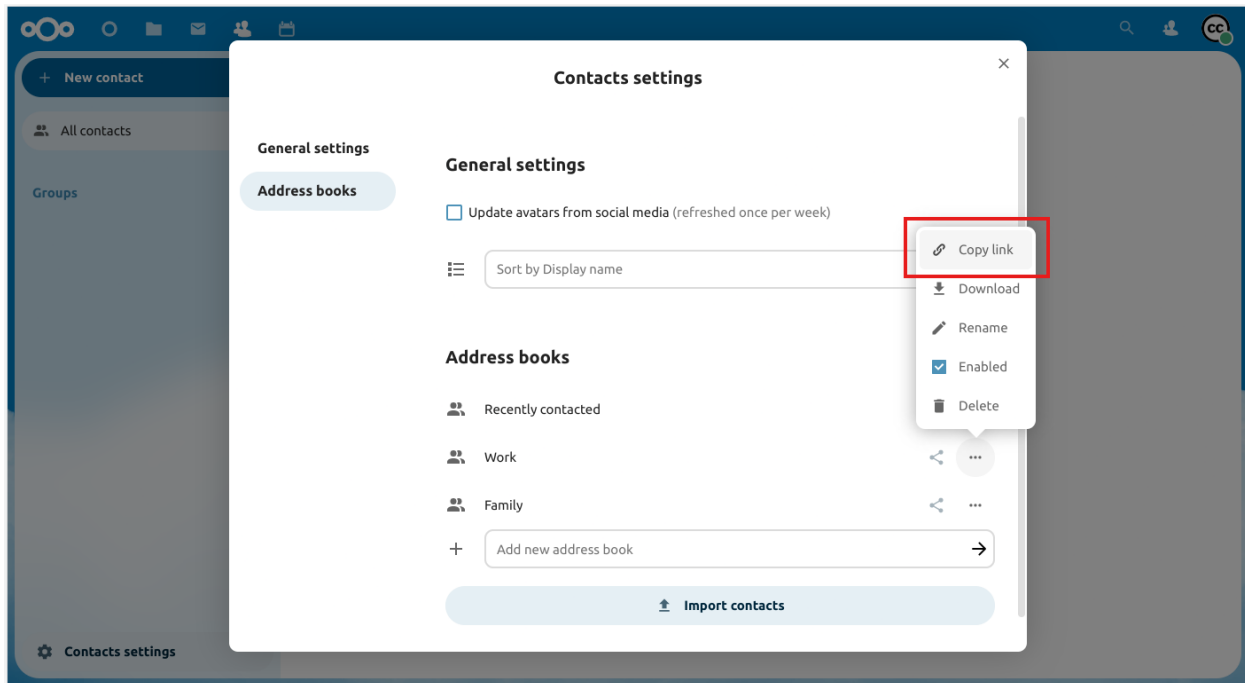 CC
New contact
All contacts
Groups
Contacts settings
Contacts settings
General settings
Address books
General settings
Update avatars from social media (refreshed once per week)
Sort by Display name
Address books
Recently contacted
Work
Family
Add new address book
Import contacts
Copy link
Download
Rename
Enabled
Delete